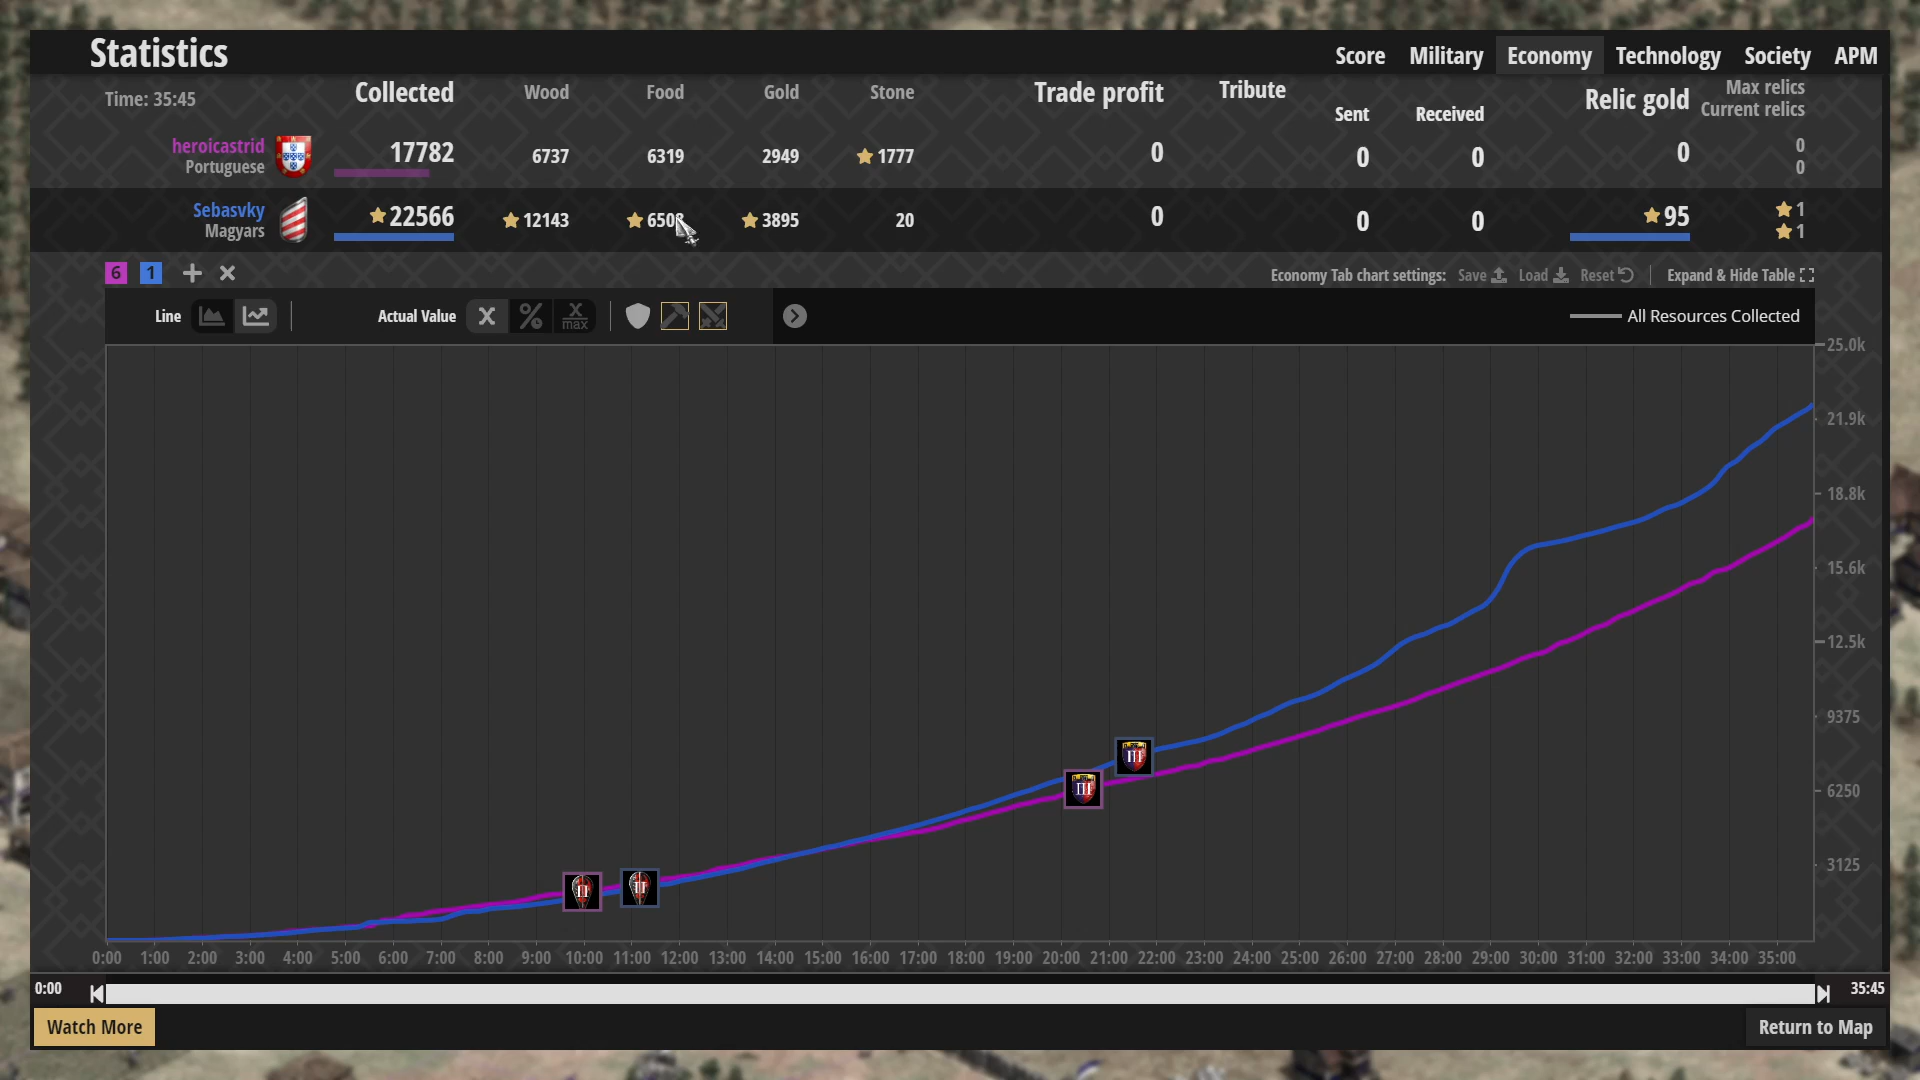 Statistics
Score Military Economy Technology Society APM
Time: 35:45
Collected Wood Food Gold Stone Trade profit Tribute Sent Received Relic gold Max relics
Current relics
heroicastrid
Portuguese
17782 6737 6319 2949 1777 0 0 0 0 0
0
Sebasvky
Magyars
22566 12143 3895 20 0 0 0 95 1
1
6 1
Economy Tab chart settings: Save Load Reset Expand & Hide Table
Line Actual Value X % X
max
All Resources Collected
25.0k
21.9k
18.8k
15.6k
12.5k
9375
6250
3125
III
III
II
II
0:00 1:00 2:00 3:00 4:00 5:00 6:00 7:00 8:00 9:00 10:00 11:00 12:00 13:00 14:00 15:00 16:00 17:00 18:00 19:00 20:00 21:00 22:00 23:00 24:00 25:00 26:00 27:00 28:00 29:00 30:00 31:00 32:00 33:00 34:00 35:00
0:00 35:45
Watch More Return to Map